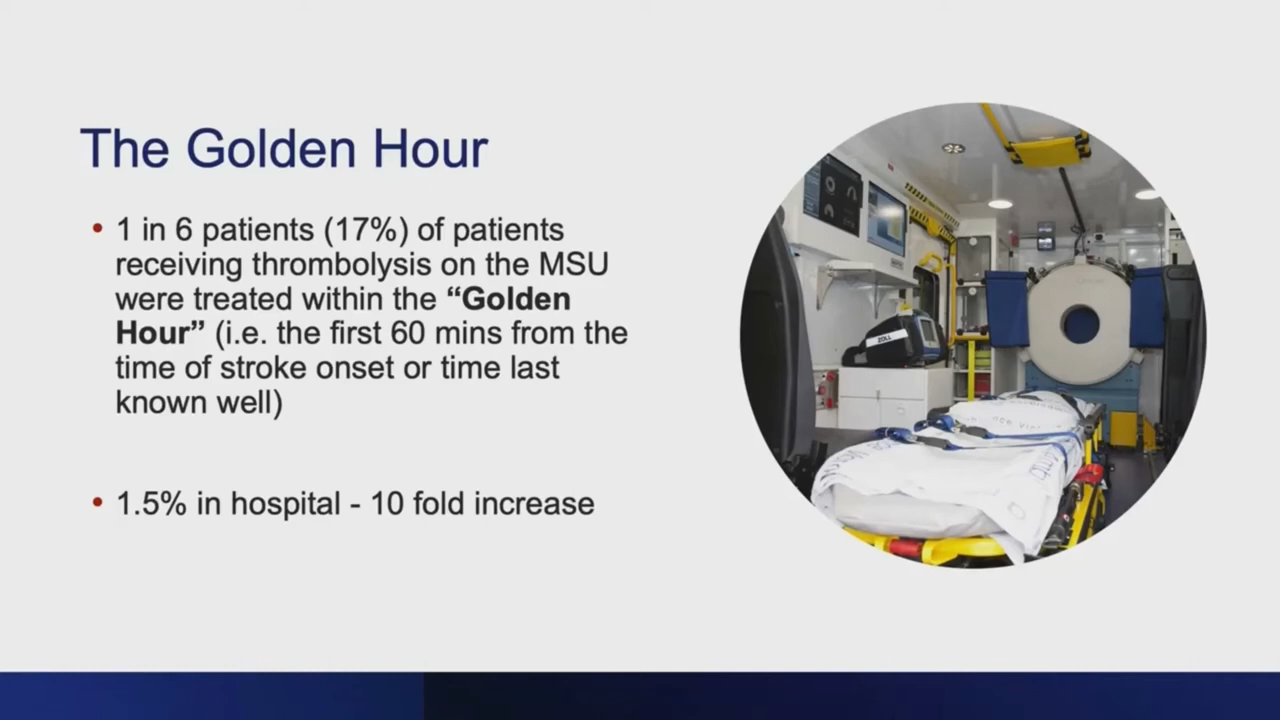 The Golden Hour
• 1 in 6 patients (17%) of patients
receiving thrombolysis on the MSU
were treated within the “Golden
Hour” (i.e. the first 60 mins from the
time of stroke onset or time last
known well)
• 1.5% in hospital - 10 fold increase
ZOLL